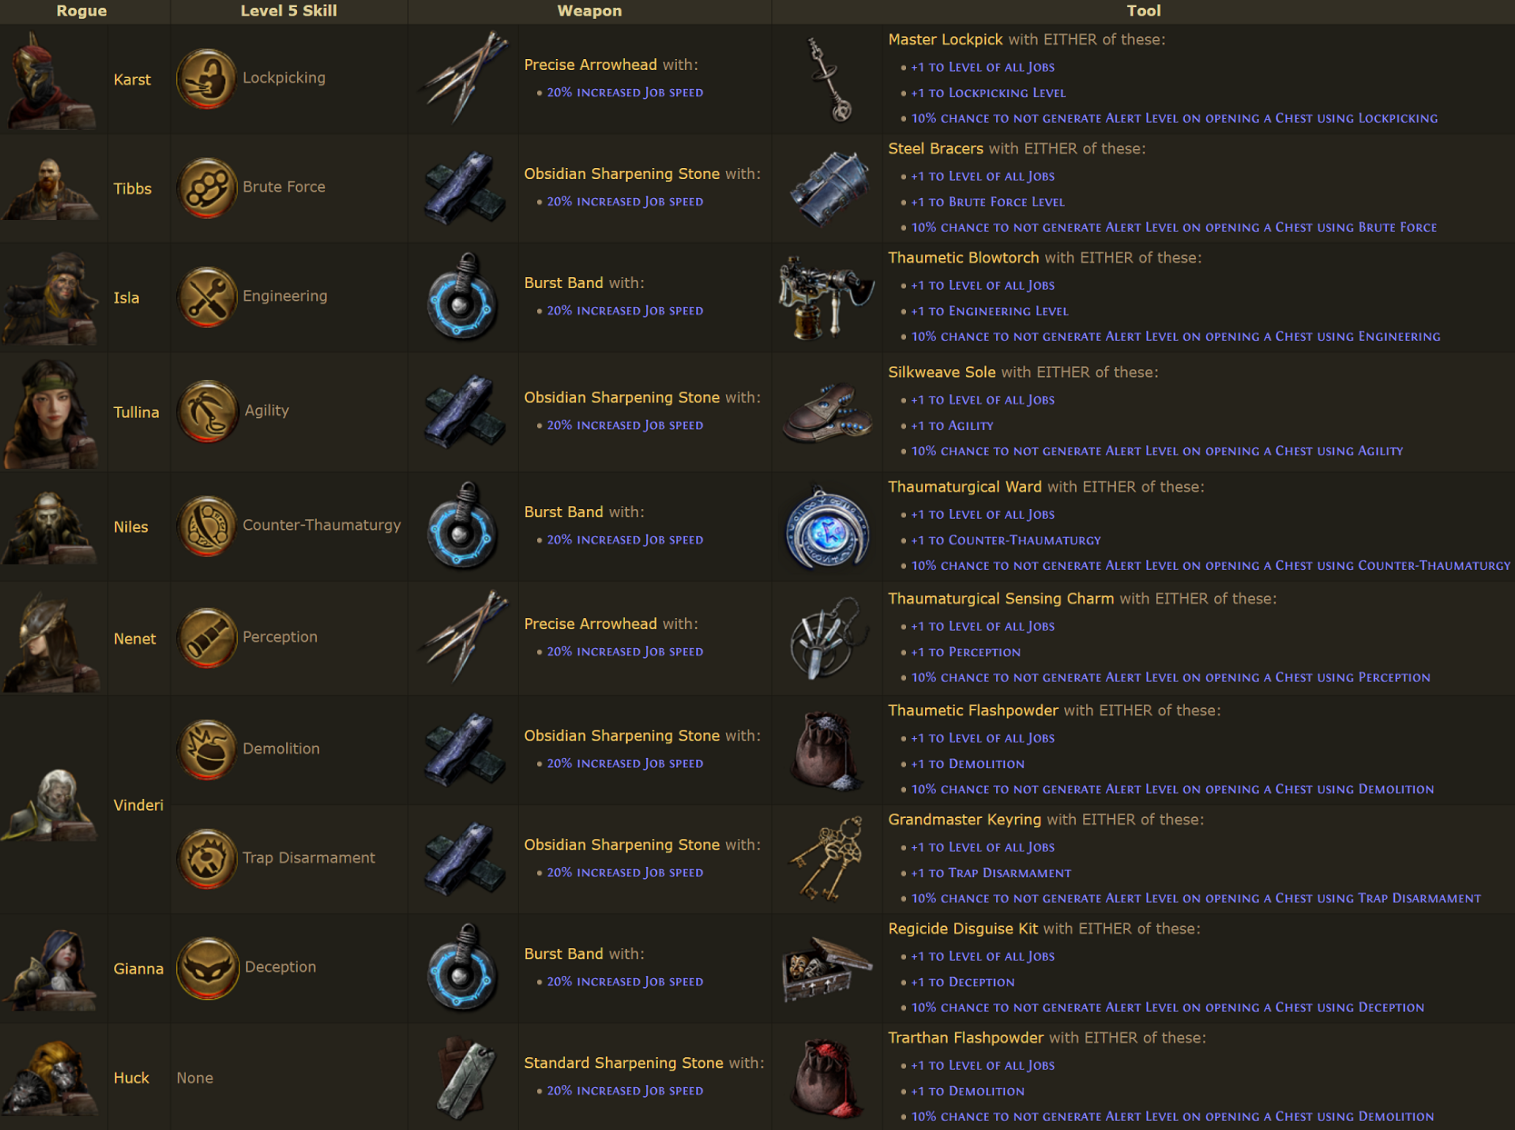 Rogue Level 5 Skill Weapon Tool
Karst
Lockpicking
Precise Arrowhead with:
20% increased Job speed
Master Lockpick with EITHER of these:
+1 to Level of all Jobs
+1 to Lockpicking Level
10% chance to not generate Alert Level on opening a Chest using Lockpicking
Tibbs
Brute Force
Obsidian Sharpening Stone with:
20% increased Job speed
Steel Bracers with EITHER of these:
+1 to Level of all Jobs
+1 to Brute Force Level
10% chance to not generate Alert Level on opening a Chest using Brute Force
Isla
Engineering
Burst Band with:
20% increased Job speed
Thaumetic Blowtorch with EITHER of these:
+1 to Level of all Jobs
+1 to Engineering Level
10% chance to not generate Alert Level on opening a Chest using Engineering
Tullina
Agility
Obsidian Sharpening Stone with:
20% increased Job speed
Silkweave Sole with EITHER of these:
+1 to Level of all Jobs
+1 to Agility
10% chance to not generate Alert Level on opening a Chest using Agility
Niles
Counter-Thaumaturgy
Burst Band with:
20% increased Job speed
Thaumaturgical Ward with EITHER of these:
+1 to Level of all Jobs
+1 to Counter-Thaumaturgy
10% chance to not generate Alert Level on opening a Chest using Counter-Thaumaturgy
Nenet
Perception
Precise Arrowhead with:
20% increased Job speed
Thaumaturgical Sensing Charm with EITHER of these:
+1 to Level of all Jobs
+1 to Perception
10% chance to not generate Alert Level on opening a Chest using Perception
Vinderi
Demolition
Obsidian Sharpening Stone with:
20% increased Job speed
Thaumetic Flashpowder with EITHER of these:
+1 to Level of all Jobs
+1 to Demolition
10% chance to not generate Alert Level on opening a Chest using Demolition
Trap Disarmament
Obsidian Sharpening Stone with:
20% increased Job speed
Grandmaster Keyring with EITHER of these:
+1 to Level of all Jobs
+1 to Trap Disarmament
10% chance to not generate Alert Level on opening a Chest using Trap Disarmament
Gianna
Deception
Burst Band with:
20% increased Job speed
Regicide Disguise Kit with EITHER of these:
+1 to Level of all Jobs
+1 to Deception
10% chance to not generate Alert Level on opening a Chest using Deception
Huck
None
Standard Sharpening Stone with:
20% increased Job speed
Trarthan Flashpowder with EITHER of these:
+1 to Level of all Jobs
+1 to Demolition
10% chance to not generate Alert Level on opening a Chest using Demolition